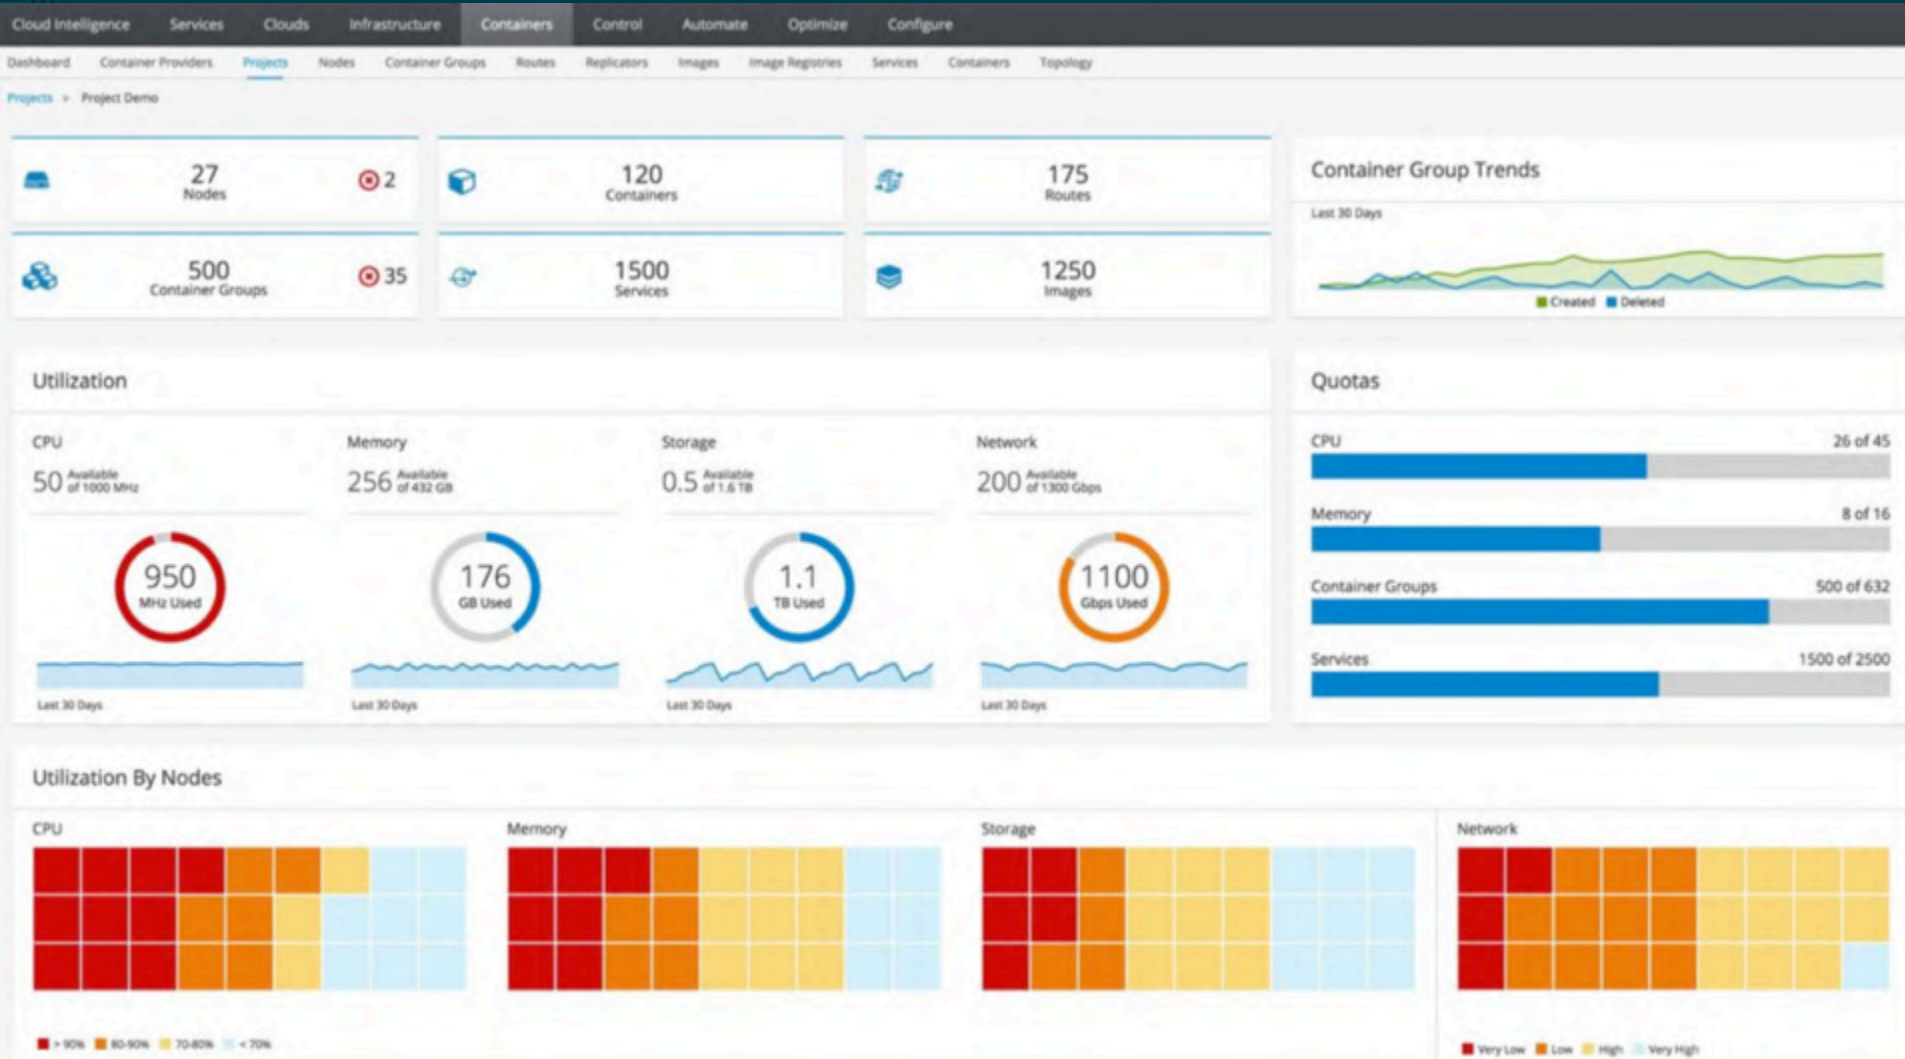 Cloud Intelligence Services Clouds Infrastructure Containers Control Automate Optimize Configure
Dashboard Container Providers Projects Nodes Container Groups Routes Replicators Images Image Registries Services Containers Topology
Projects > Project Demo
27
Nodes
2
120
Containers
175
Routes
500
Container Groups
35
1500
Services
1250
Images
Container Group Trends
Last 30 Days
Created Deleted
Utilization
CPU
50 Available of 1000 MHz
950
MHz Used
Last 30 Days
Memory
256 Available of 432 GB
176
GB Used
Last 30 Days
Storage
0.5 Available of 1.6 TB
1.1
TB Used
Last 30 Days
Network
200 Available of 1300 Gbps
1100
Gbps Used
Last 30 Days
Quotas
CPU 26 of 45
Memory 8 of 16
Container Groups 500 of 632
Services 1500 of 2500
Utilization By Nodes
CPU
Memory
Storage
Network
> 90% 80-90% 70-80% < 70%
Very Low Low High Very High